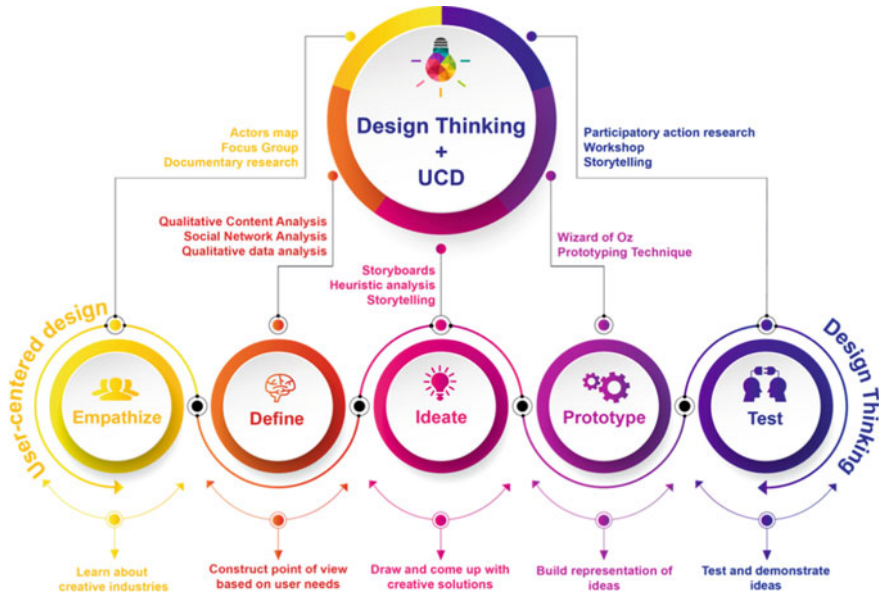 Design Thinking
+
UCD
Actors map
Focus Group
Documentary research
Participatory action research
Workshop
Storytelling
Qualitative Content Analysis
Social Network Analysis
Qualitative data analysis
Storyboards
Heuristic analysis
Storytelling
Wizard of Oz
Prototyping Technique
User-centered design
Design Thinking
Empathize
Define
Ideate
Prototype
Test
Learn about
creative industries
Construct point of view
based on user needs
Draw and come up with
creative solutions
Build representation of
ideas
Test and demonstrate
ideas